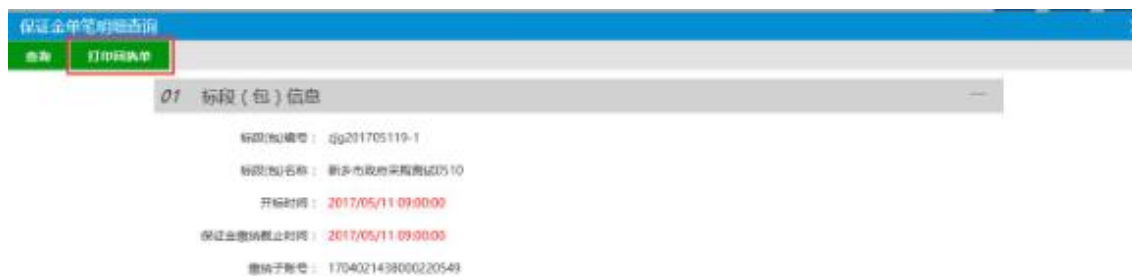 保证金单笔明细查询
查询 打印回执单
01 标段（包）信息
标段(包)编号： zjg201705119-1
标段(包)名称： 新乡市政府采购测试0510
开标时间： 2017/05/11 09:00:00
保证金缴纳截止时间： 2017/05/11 09:00:00
缴纳子账号： 1704021438000220549